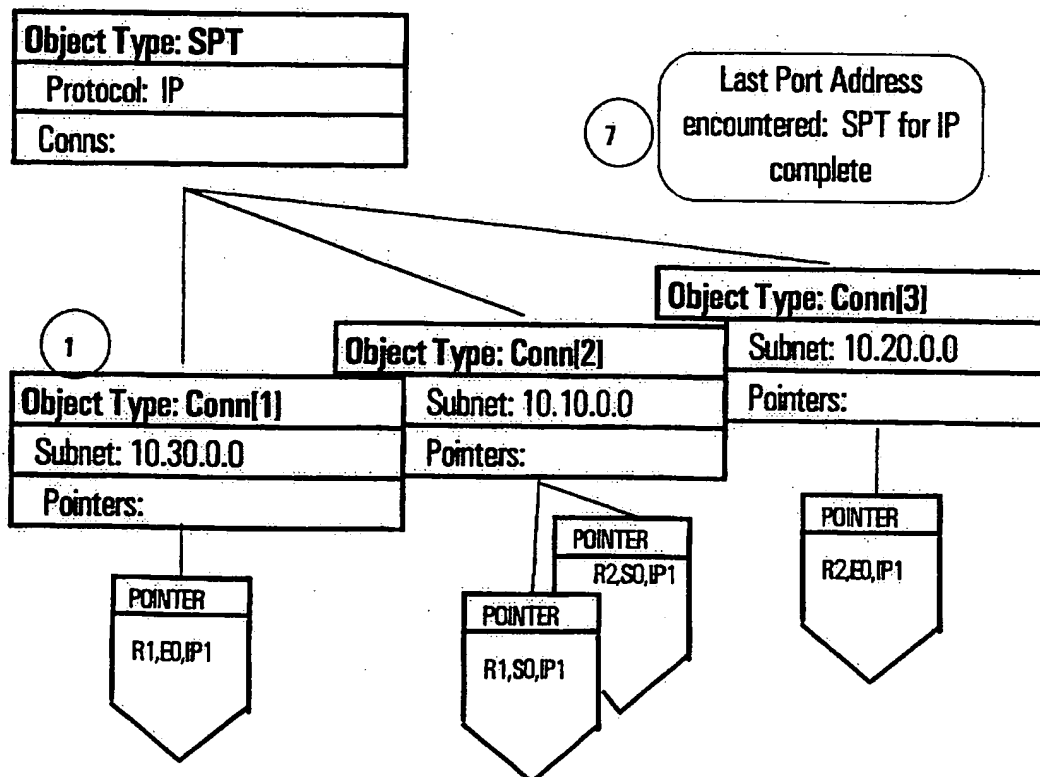 Object Type: SPT
Protocol: IP
Conns:
7
Last Port Address
encountered: SPT for IP
complete
Object Type: Conn[3]
Subnet: 10.20.0.0
Pointers:
Object Type: Conn[2]
Subnet: 10.10.0.0
Pointers:
1
Object Type: Conn[1]
Subnet: 10.30.0.0
Pointers:
POINTER
R1,E0,IP1
POINTER
R1,S0,IP1
POINTER
R2,S0,IP1
POINTER
R2,E0,IP1